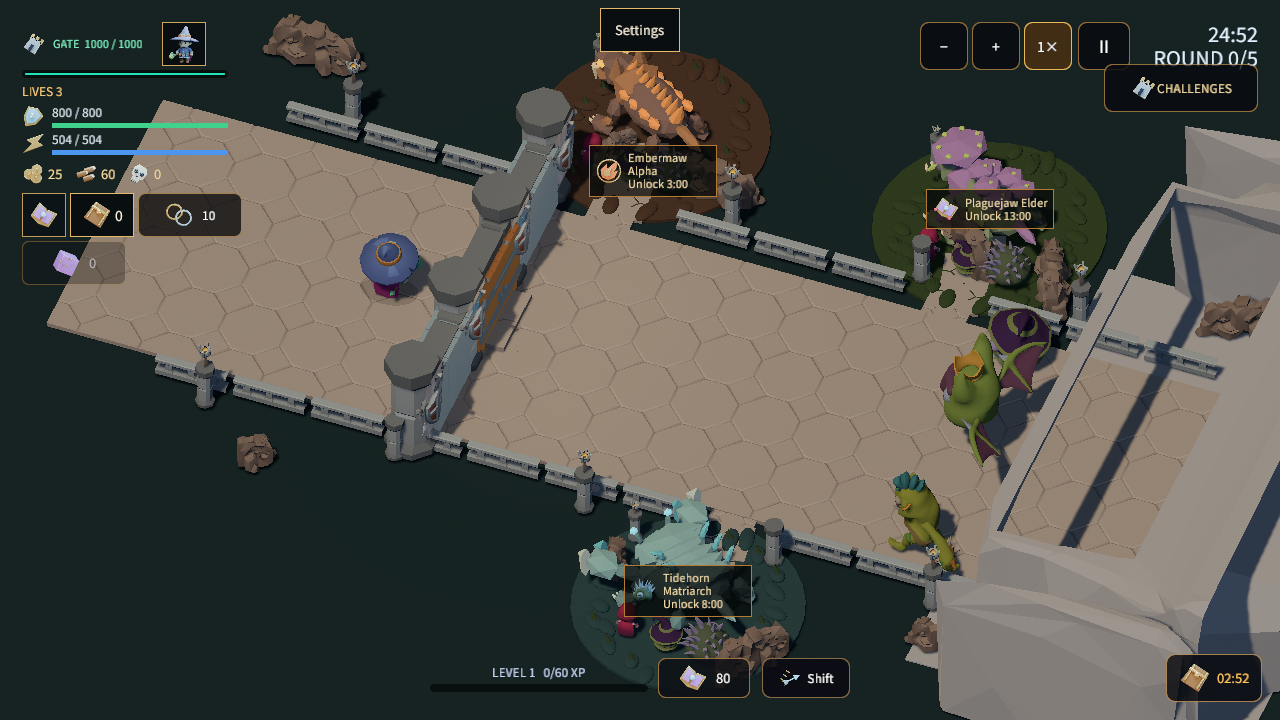 GATE 1000 / 1000
Settings
−
+
1×
24:52
ROUND 0/5
CHALLENGES
LIVES 3
800 / 800
504 / 504
25
60
0
0
10
0
Embermaw
Alpha
Unlock 3:00
Plaguejaw Elder
Unlock 13:00
Tidehorn
Matriarch
Unlock 8:00
LEVEL 1 0/60 XP
80
Shift
02:52